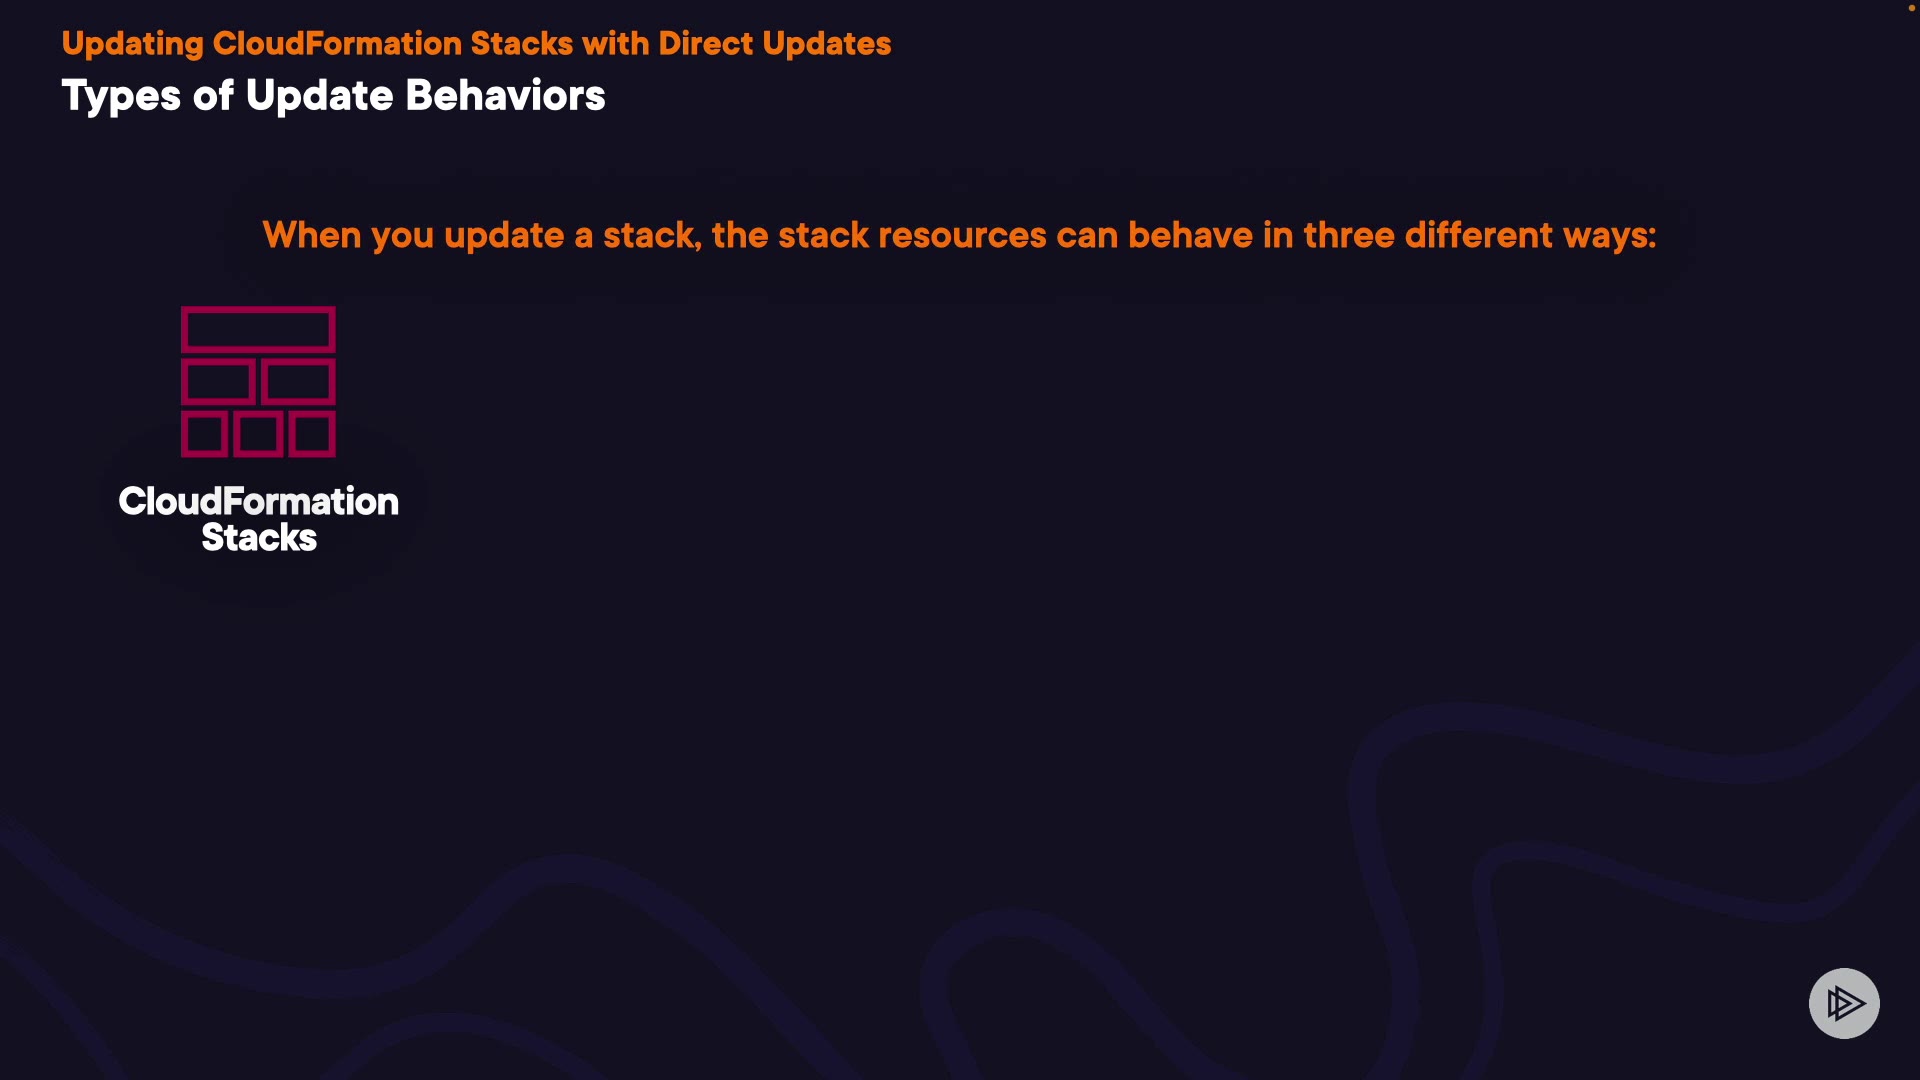 Updating CloudFormation Stacks with Direct Updates
Types of Update Behaviors
When you update a stack, the stack resources can behave in three different ways:
CloudFormation
Stacks